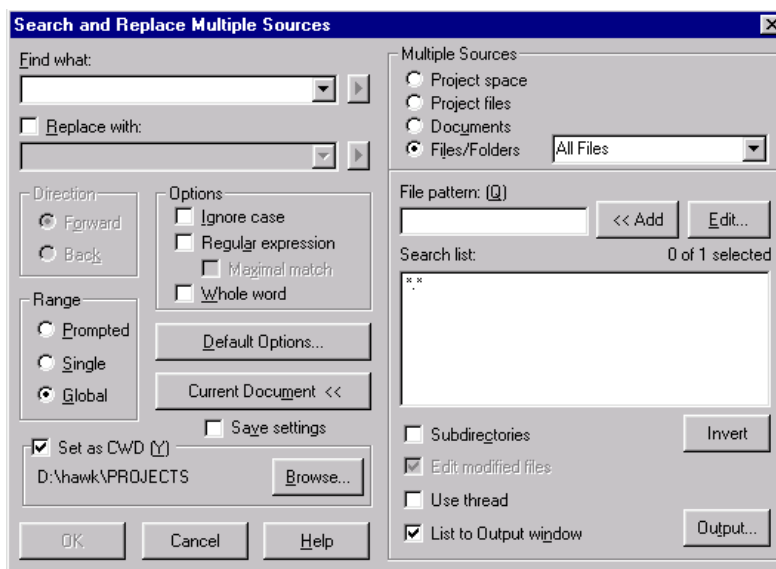 Search and Replace Multiple Sources
Find what:
Replace with:
Direction
Forward
Back
Options
Ignore case
Regular expression
Maximal match
Whole word
Range
Prompted
Single
Global
Default Options...
Current Document <<
Save settings
Set as CWD (Y)
D:\hawk\PROJECTS
Browse...
OK
Cancel
Help
Multiple Sources
Project space
Project files
Documents
Files/Folders
All Files
File pattern: (Q)
<< Add
Edit...
Search list:
0 of 1 selected
*.*
Subdirectories
Invert
Edit modified files
Use thread
List to Output window
Output...